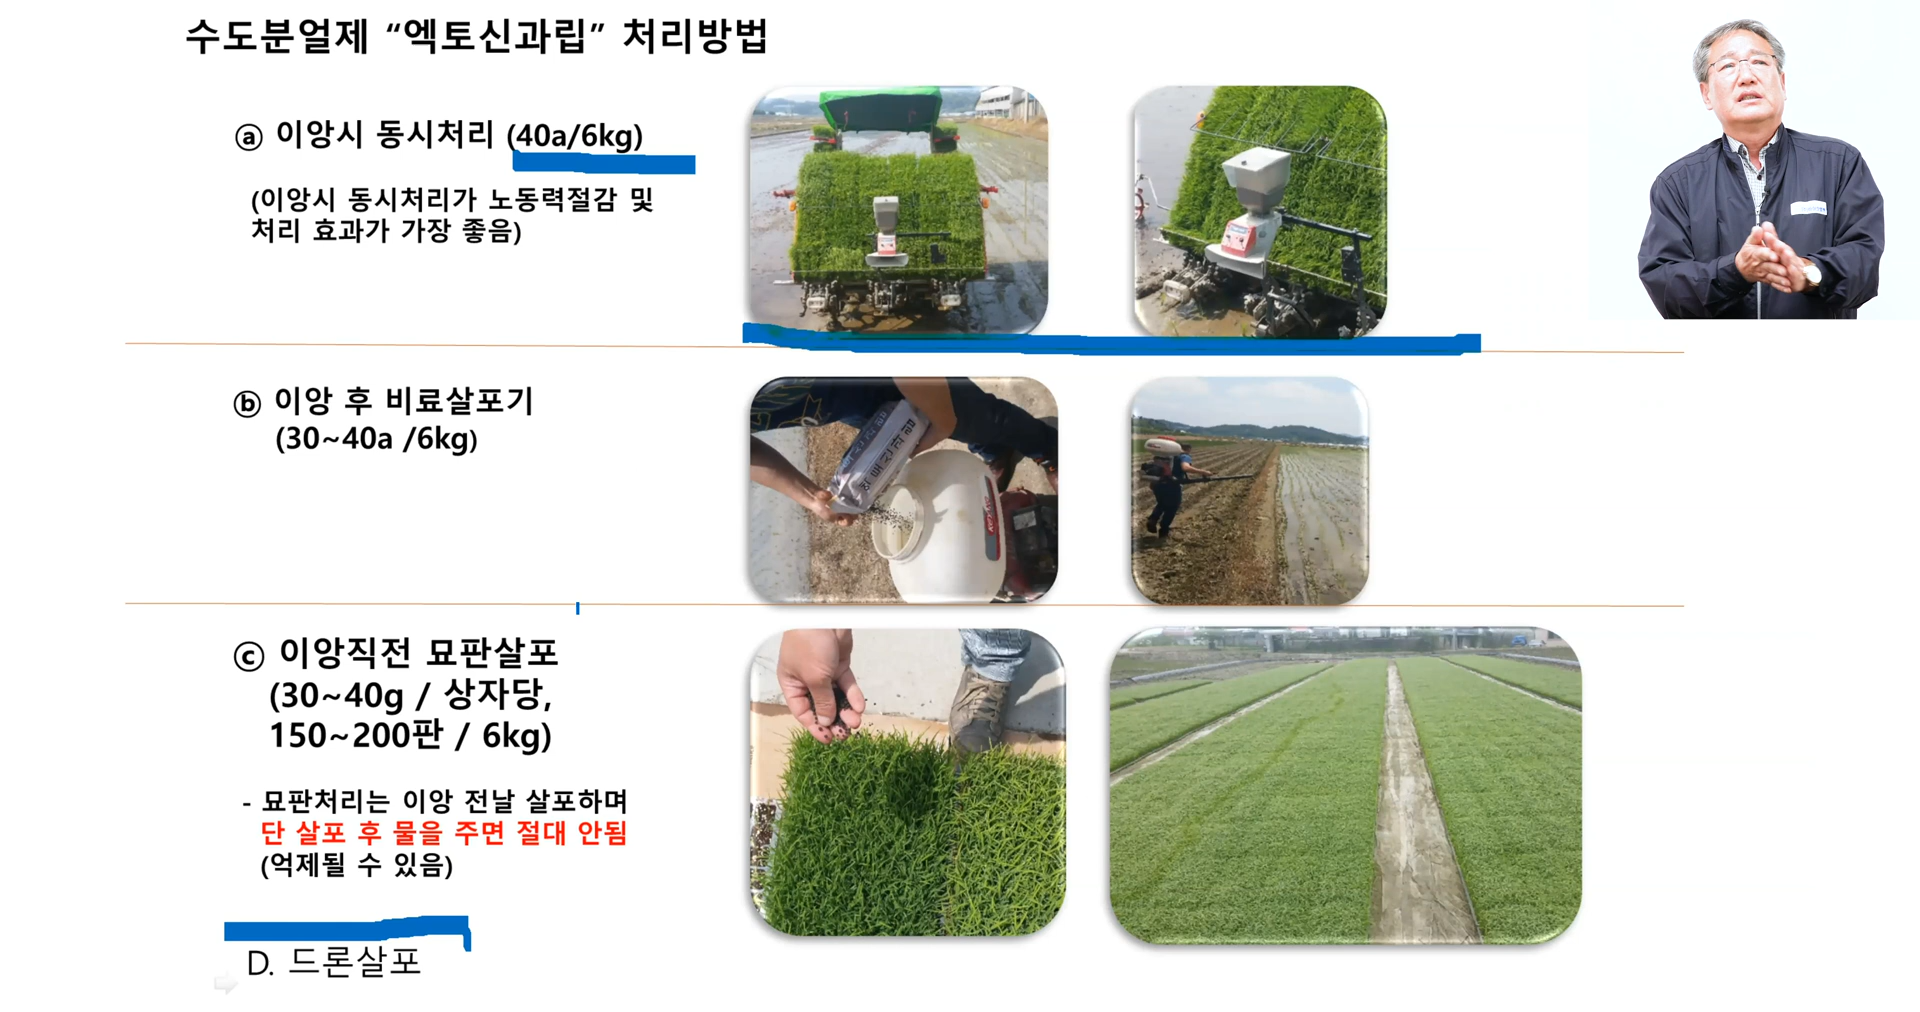 수도분얼제 “엑토신과립” 처리방법
ⓐ 이앙시 동시처리 (40a/6kg)
(이앙시 동시처리가 노동력절감 및
처리 효과가 가장 좋음)
ⓑ 이앙 후 비료살포기
(30~40a /6kg)
ⓒ 이앙직전 묘판살포
(30~40g / 상자당,
150~200판 / 6kg)
- 묘판처리는 이앙 전날 살포하며
단 살포 후 물을 주면 절대 안됨
(억제될 수 있음)
D. 드론살포